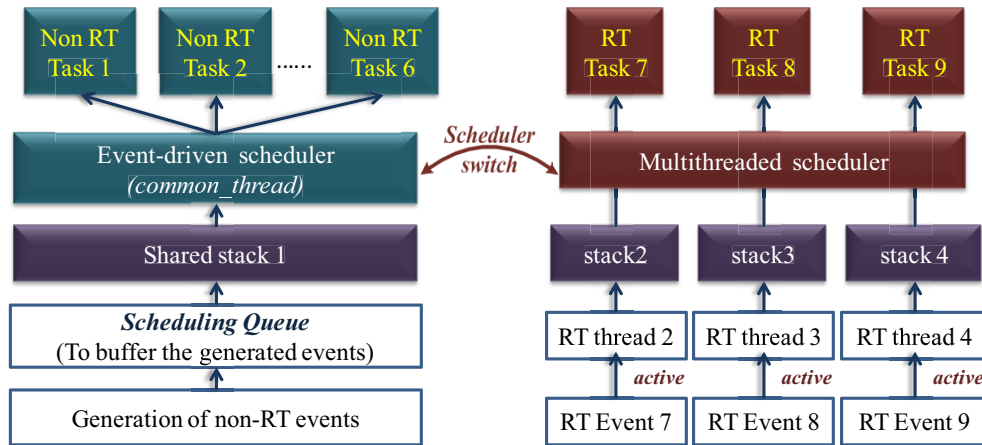 Non RT
Task 1
Non RT
Task 2
......
Non RT
Task 6
Event-driven scheduler
(common_thread)
Shared stack 1
Scheduling Queue
(To buffer the generated events)
Generation of non-RT events
Scheduler
switch
RT
Task 7
RT
Task 8
RT
Task 9
Multithreaded scheduler
stack2
stack3
stack 4
RT thread 2
RT thread 3
RT thread 4
active
active
active
RT Event 7
RT Event 8
RT Event 9